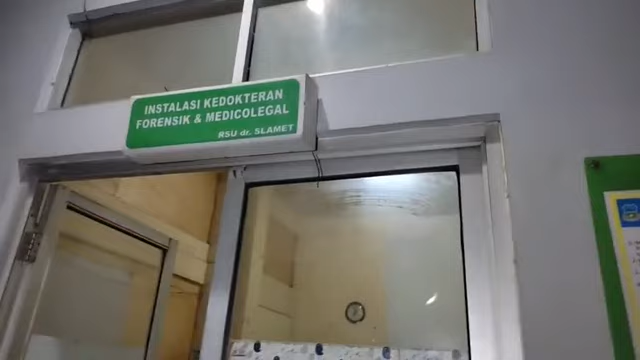 INSTALASI KEDOKTERAN
FORENSIK & MEDICOLEGAL
RSU dr. SLAMET